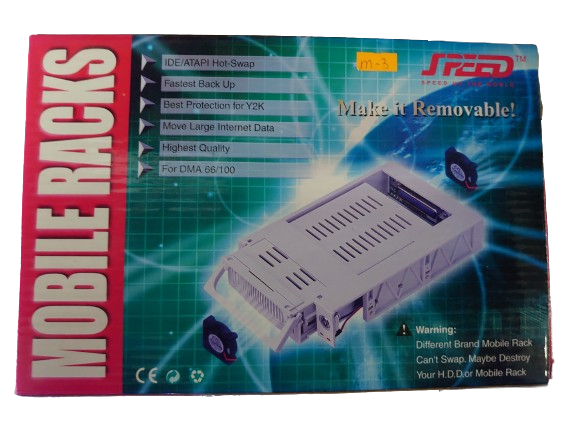 MOBILE RACKS
IDE/ATAPI Hot-Swap
Fastest Back Up
Best Protection for Y2K
Move Large Internet Data
Highest Quality
For DMA 66/100
m-3
SPEED™
Make it Removable!
Warning:
Different Brand Mobile Rack
Can't Swap. Maybe Destroy
Your H.D.D.or Mobile Rack
CE